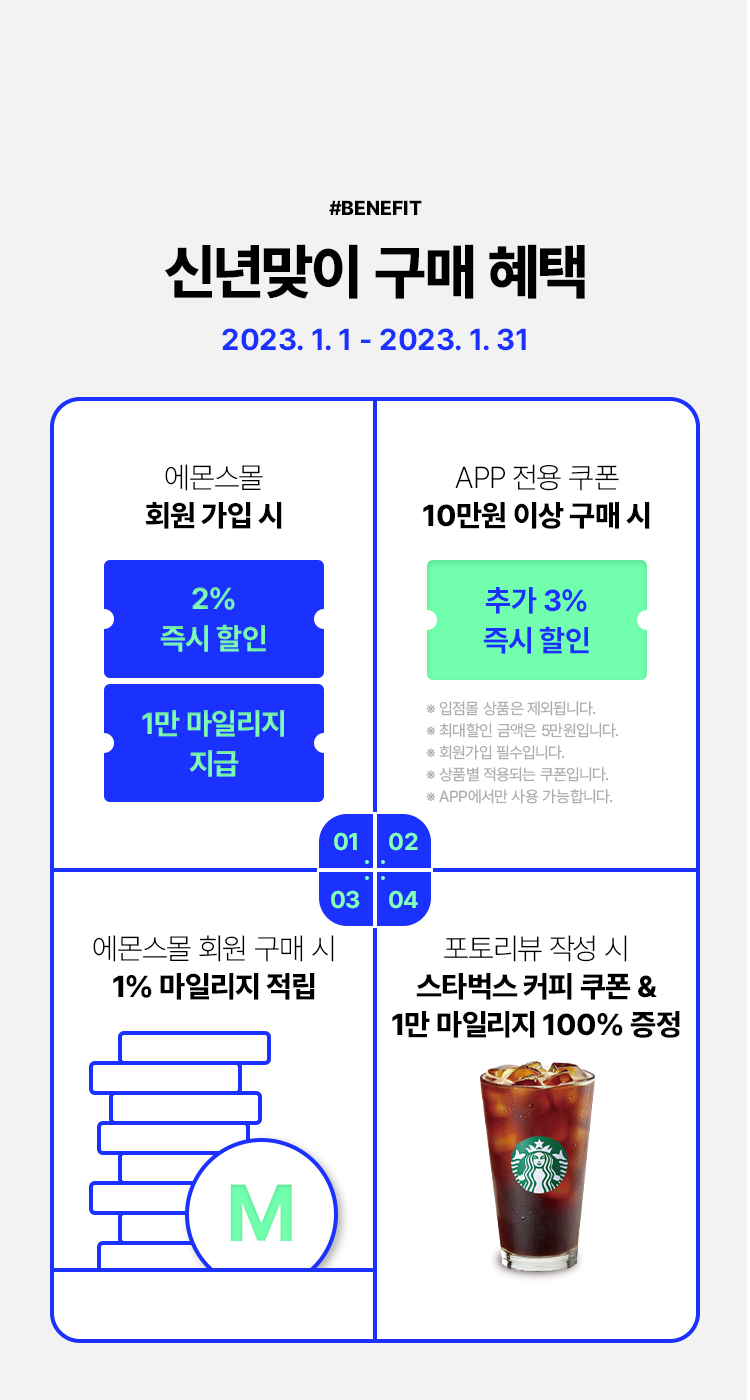 #BENEFIT
신년맞이 구매 혜택
2023. 1. 1 - 2023. 1. 31
에몬스몰
회원 가입 시
2%
즉시 할인
1만 마일리지
지급
APP 전용 쿠폰
10만원 이상 구매 시
추가 3%
즉시 할인
※ 입점몰 상품은 제외됩니다.
※ 최대할인 금액은 5만원입니다.
※ 회원가입 필수입니다.
※ 상품별 적용되는 쿠폰입니다.
※ APP에서만 사용 가능합니다.
01
02
03
04
에몬스몰 회원 구매 시
1% 마일리지 적립
M
포토리뷰 작성 시
스타벅스 커피 쿠폰 &
1만 마일리지 100% 증정